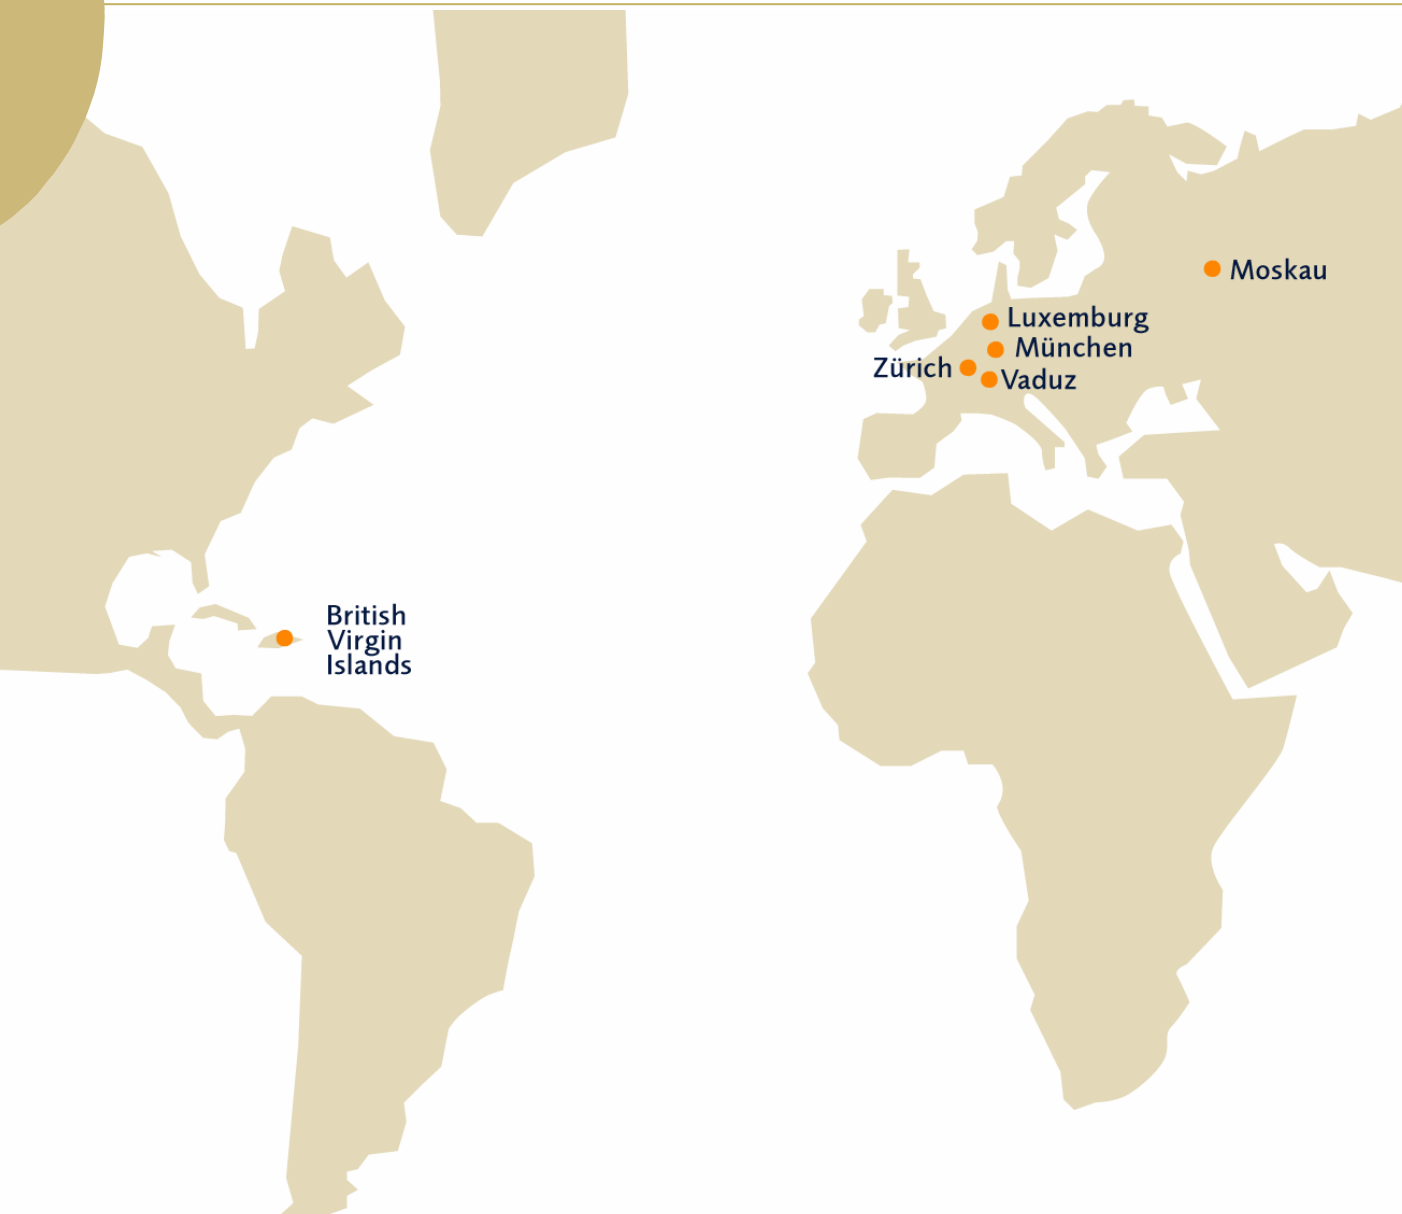 Moskau
Luxemburg
München
Zürich
Vaduz
British
Virgin
Islands